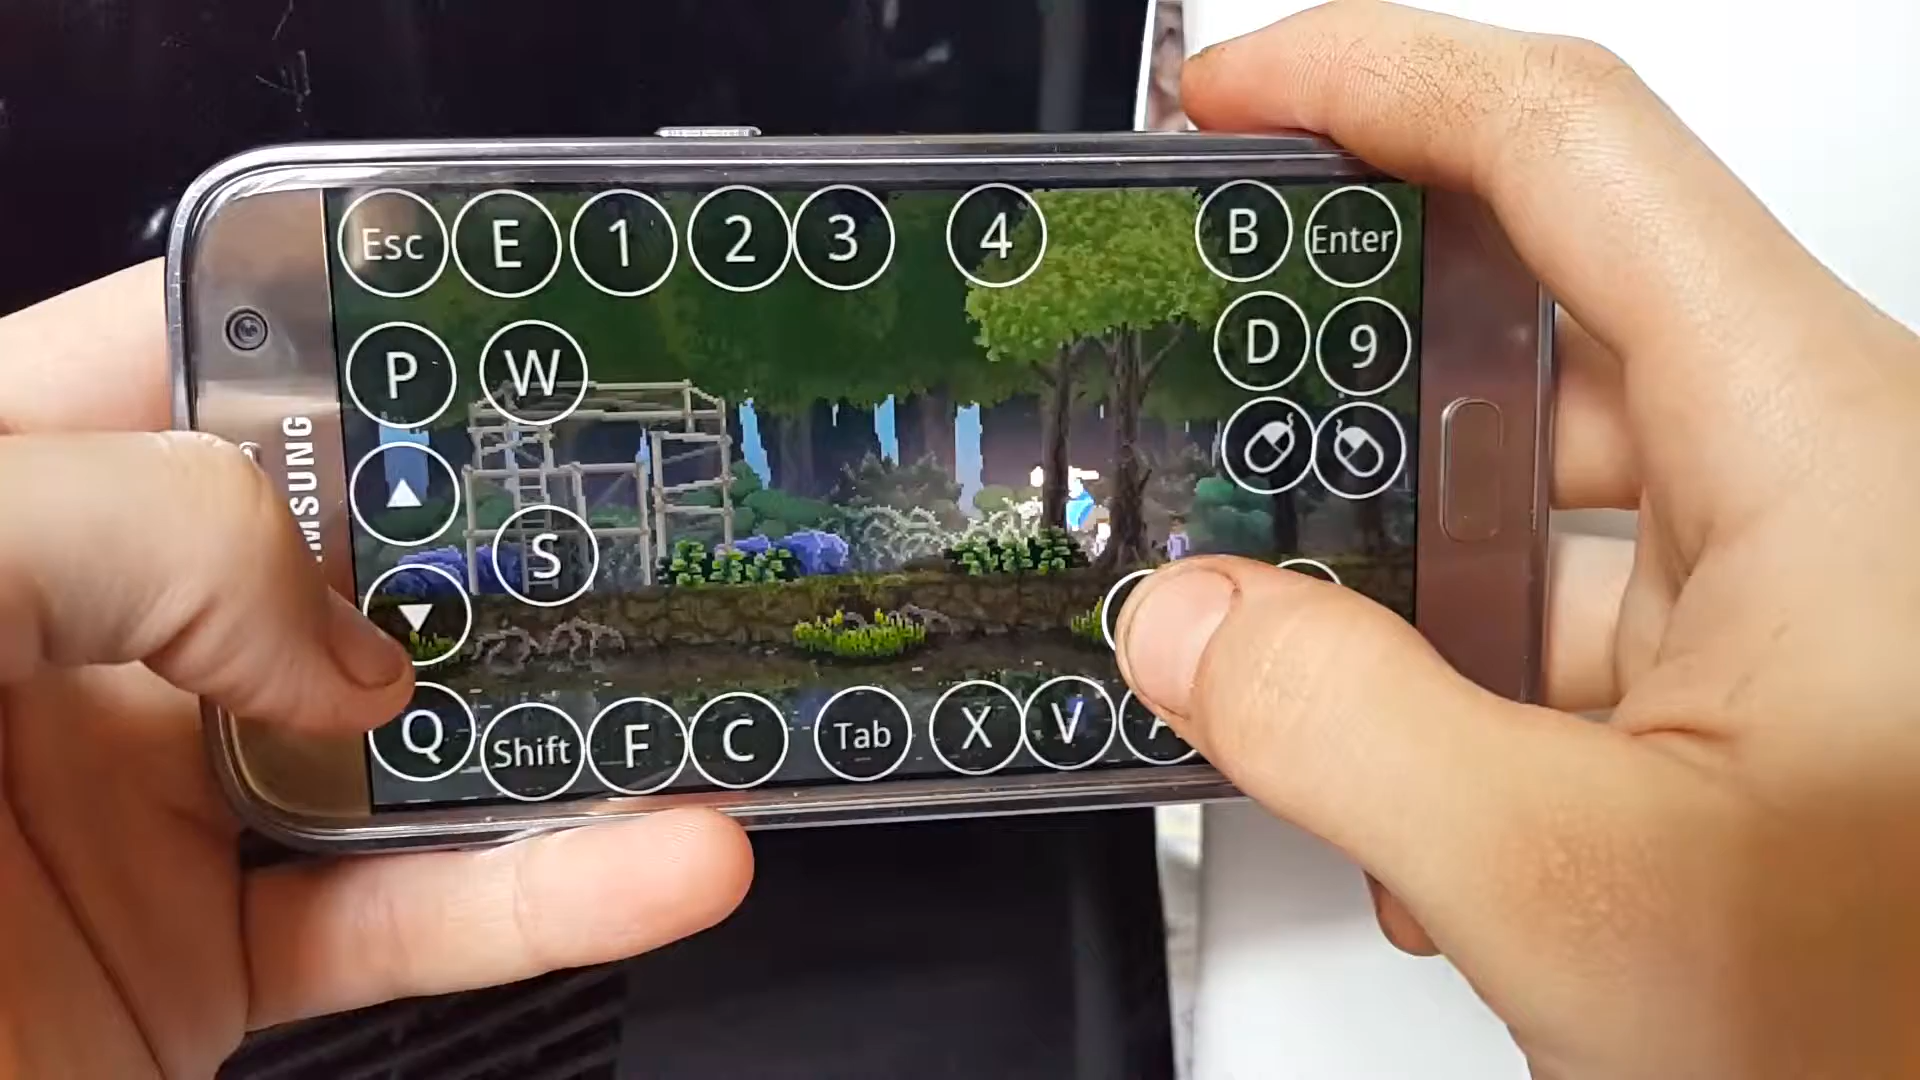 Esc E 1 2 3 4 B Enter
P W D 9
SAMSUNG
S
Q Shift F C Tab X V A